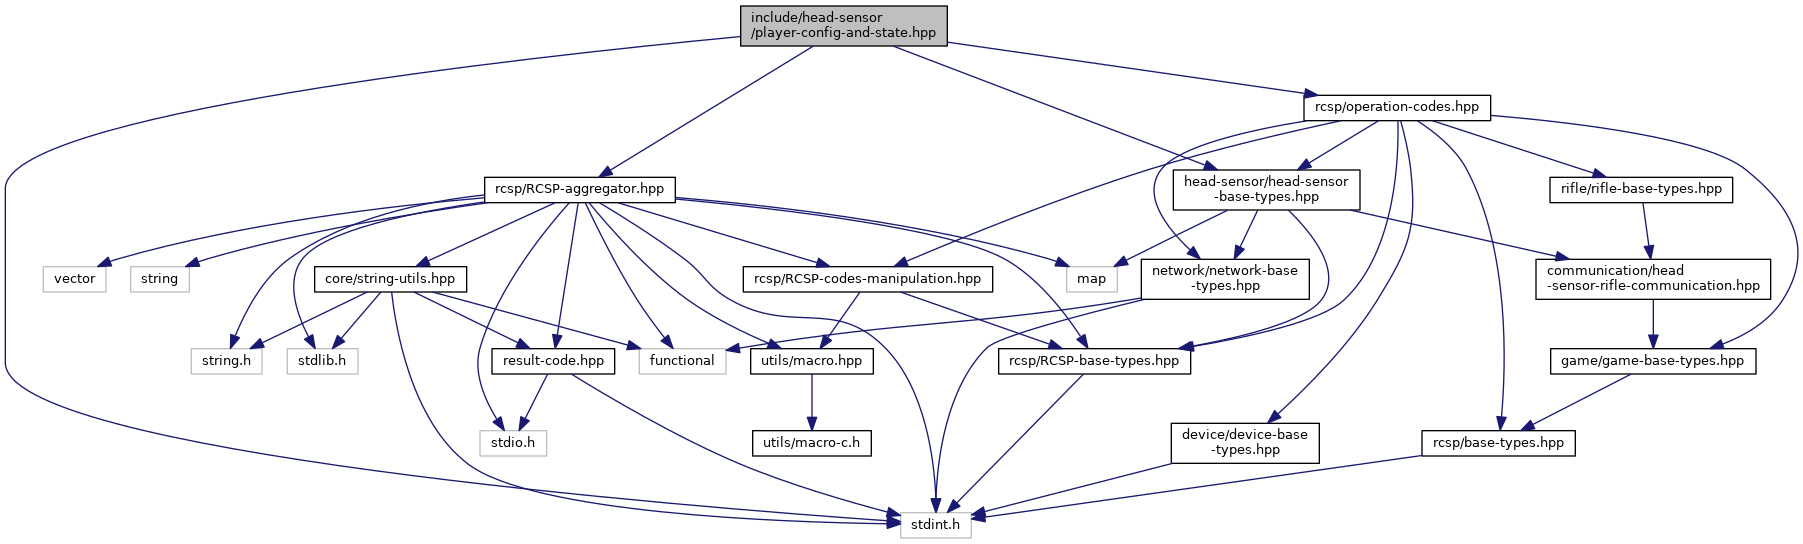 include/head-sensor
/player-config-and-state.hpp
rcsp/operation-codes.hpp
rcsp/RCSP-aggregator.hpp
head-sensor/head-sensor
-base-types.hpp
rifle/rifle-base-types.hpp
vector
string
core/string-utils.hpp
rcsp/RCSP-codes-manipulation.hpp
map
network/network-base
-types.hpp
communication/head
-sensor-rifle-communication.hpp
string.h
stdlib.h
result-code.hpp
functional
utils/macro.hpp
rcsp/RCSP-base-types.hpp
game/game-base-types.hpp
stdio.h
utils/macro-c.h
device/device-base
-types.hpp
rcsp/base-types.hpp
stdint.h